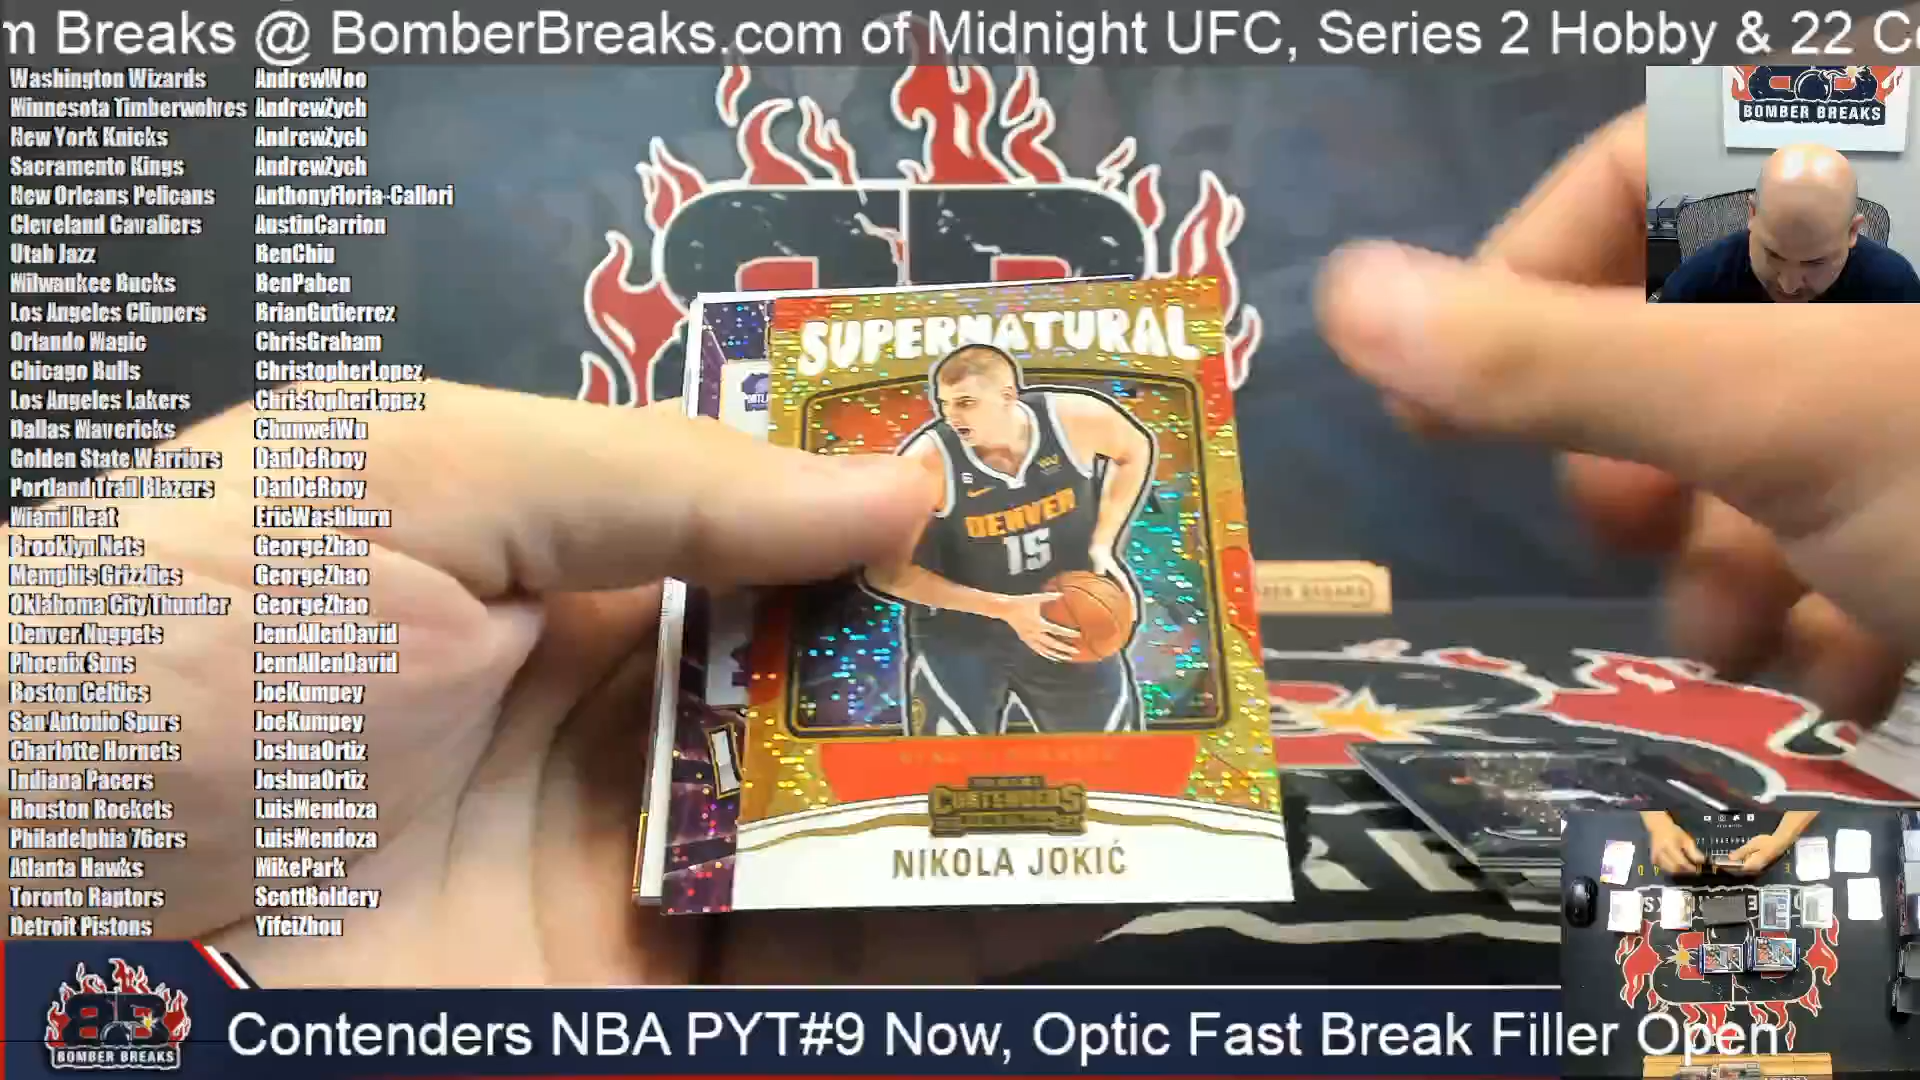 m Breaks @ BomberBreaks.com of Midnight UFC, Series 2 Hobby & 22 C
Washington Wizards AndrewWoo
Minnesota Timberwolves AndrewZych
New York Knicks AndrewZych
Sacramento Kings AndrewZych
New Orleans Pelicans AnthonyFloria-Callori
Cleveland Cavaliers AustinCarrion
Utah Jazz BenChiu
Milwaukee Bucks BenPahen
Los Angeles Clippers BrianGutierrez
Orlando Magic ChrisGraham
Chicago Bulls ChristopherLopez
Los Angeles Lakers ChristopherLopez
Dallas Mavericks ChunweiWu
Golden State Warriors DanDeRooy
Portland Trail Blazers DanDeRooy
Miami Heat EricWashburn
Brooklyn Nets GeorgeZhao
Memphis Grizzlies GeorgeZhao
Oklahoma City Thunder GeorgeZhao
Denver Nuggets JennAllenDavid
Phoenix Suns JennAllenDavid
Boston Celtics JoeKumpey
San Antonio Spurs JoeKumpey
Charlotte Hornets JoshuaOrtiz
Indiana Pacers JoshuaOrtiz
Houston Rockets LuisMendoza
Philadelphia 76ers LuisMendoza
Atlanta Hawks MikePark
Toronto Raptors ScottBoldery
Detroit Pistons YifeiZhou
BOMBER BREAKS
SUPERNATURAL
DENVER
15
CONTENDERS
NIKOLA JOKIĆ
BOMBER BREAKS
Contenders NBA PYT#9 Now, Optic Fast Break Filler Open